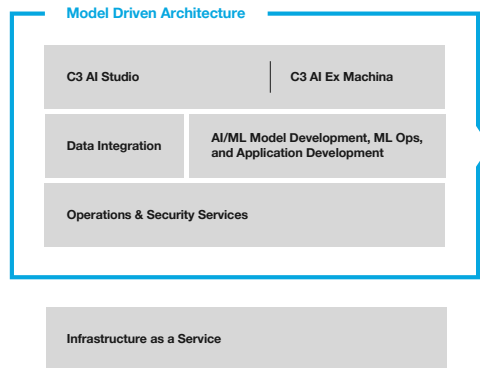 Model Driven Architecture
C3 AI Studio
C3 AI Ex Machina
Data Integration
AI/ML Model Development, ML Ops,
and Application Development
Operations & Security Services
Infrastructure as a Service